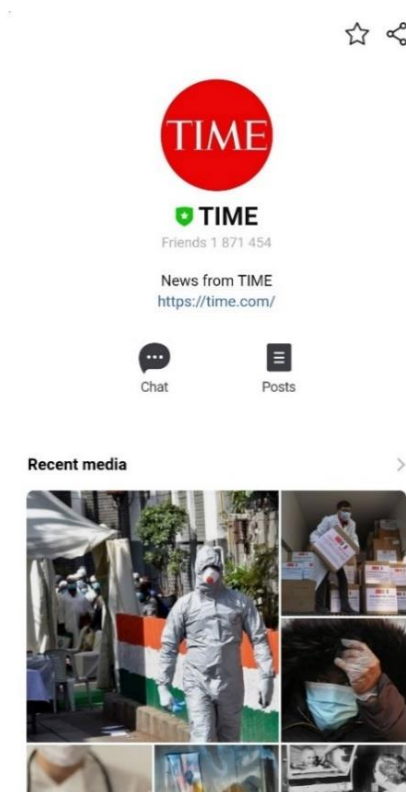 TIME
TIME
Friends 1 871 454
News from TIME
https://time.com/
Chat
Posts
Recent media